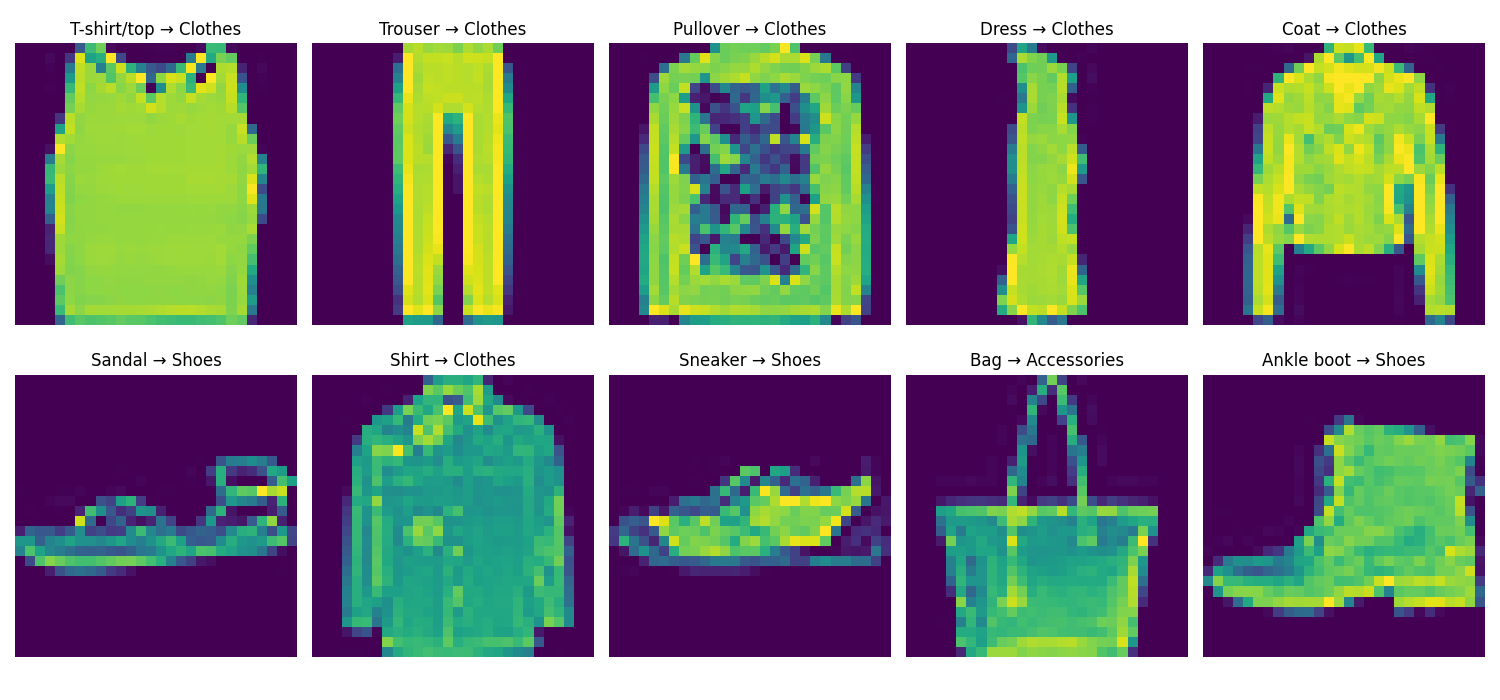 T-shirt/top → Clothes
Trouser → Clothes
Pullover → Clothes
Dress → Clothes
Coat → Clothes
Sandal → Shoes
Shirt → Clothes
Sneaker → Shoes
Bag → Accessories
Ankle boot → Shoes